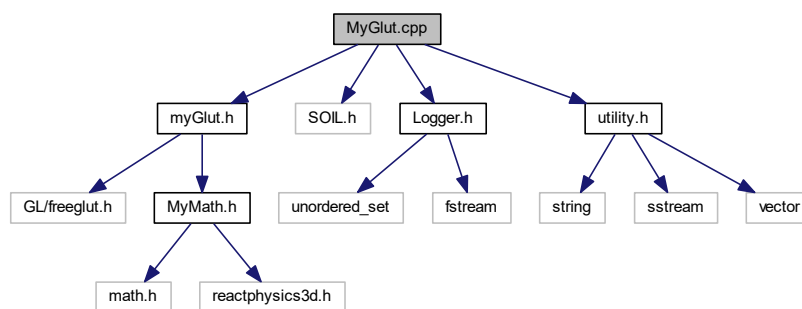 MyGlut.cpp
myGlut.h
SOIL.h
Logger.h
utility.h
GL/freeglut.h
MyMath.h
unordered_set
fstream
string
sstream
vector
math.h
reactphysics3d.h